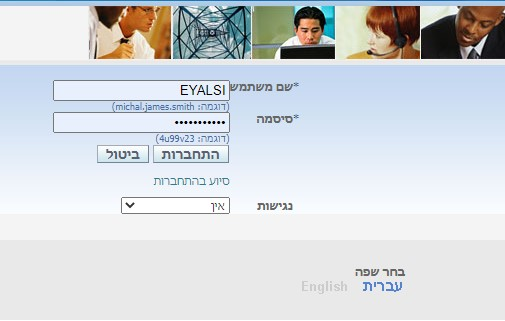 *שם משתמש EYALSI
(דוגמה: michal.james.smith)
*סיסמה •••••••••••
(דוגמה: 4u99v23)
התחברות ביטול
סיוע בהתחברות
נגישות אין
בחר שפה
עברית English